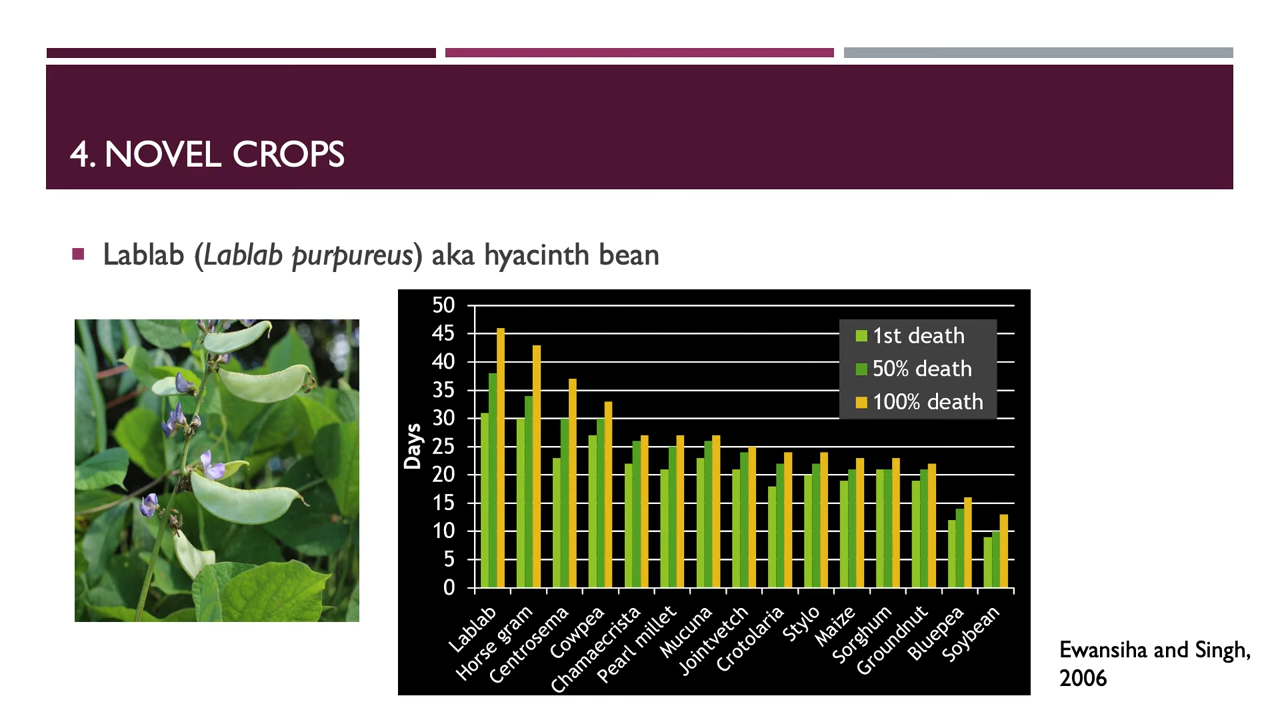 4. NOVEL CROPS
Lablab (Lablab purpureus) aka hyacinth bean
50
45
40
35
30
25
20
15
10
5
0
Days
1st death
50% death
100% death
Lablab
Horse gram
Centrosema
Cowpea
Chamaecrista
Pearl millet
Mucuna
Jointvetch
Crotolaria
Stylo
Maize
Sorghum
Groundnut
Bluepea
Soybean
Ewansiha and Singh,
2006